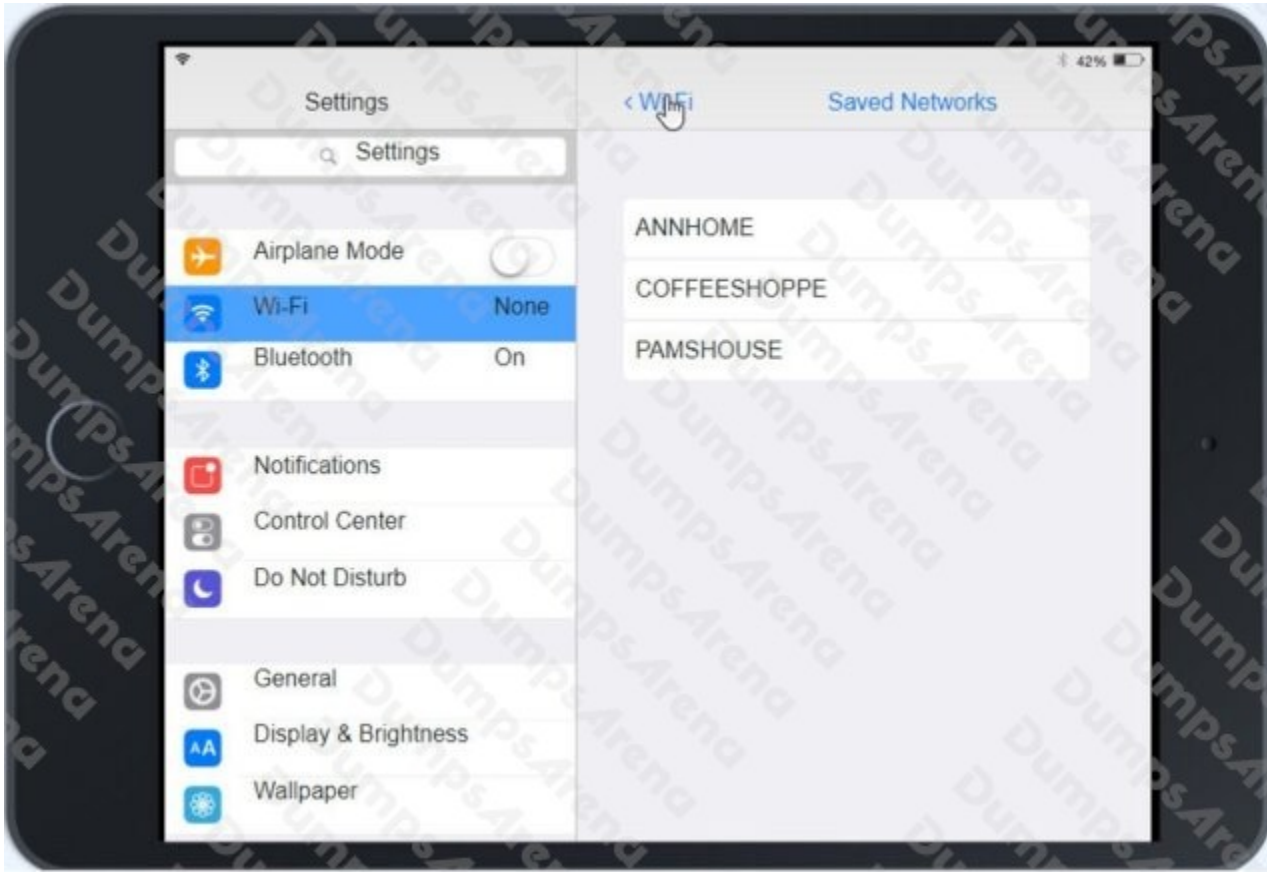 42%
Settings
< Wi-Fi Saved Networks
Settings
Airplane Mode
Wi-Fi None
Bluetooth On
Notifications
Control Center
Do Not Disturb
General
AA Display & Brightness
Wallpaper
ANNHOME
COFFEESHOPPE
PAMSHOUSE
DumpsArena